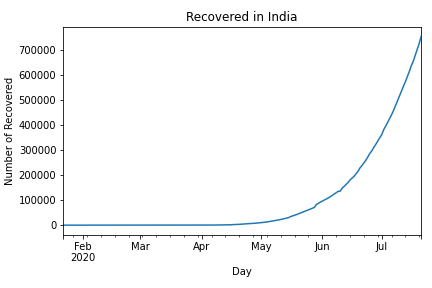 Recovered in India
Number of Recovered
700000
600000
500000
400000
300000
200000
100000
0
Feb
2020
Mar
Apr
May
Jun
Jul
Day